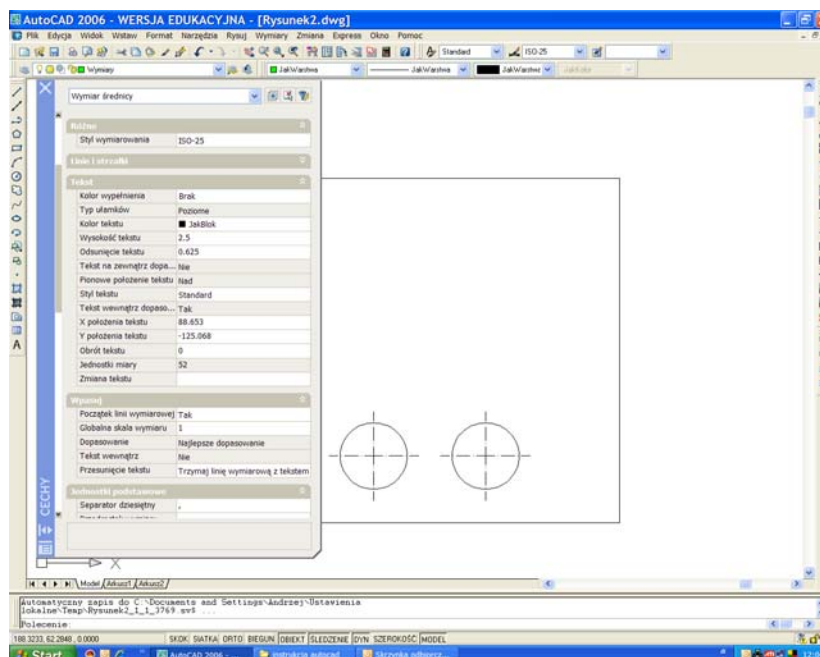 AutoCAD 2006 - WERSJA EDUKACYJNA - [Rysunek2.dwg]
Plik Edycja Widok Wstaw Format Narzędzia Rysuj Wymiary Zmiana Express Okno Pomoc
Standard ISO-25
Wymiary JakWarstwa JakWarstwa JakWarstwa
Wymiar średnicy
Różne
Styl wymiarowania ISO-25
Linie i strzałki
Tekst
Kolor wypełnienia Brak
Typ ułamków Poziome
Kolor tekstu JakBlok
Wysokość tekstu 2.5
Odsunięcie tekstu 0.625
Tekst na zewnątrz dopa... Nie
Pionowe położenie tekstu Nad
Styl tekstu Standard
Tekst wewnątrz dopaso... Tak
X położenia tekstu 88.653
Y położenia tekstu -125.068
Obrót tekstu 0
Jednostki miary 52
Zmiana tekstu
Wpasuj
Początek linii wymiarowej Tak
Globalna skala wymiaru 1
Dopasowanie Najlepsze dopasowanie
Tekst wewnątrz Nie
Przesunięcie tekstu Trzymaj linię wymiarową z tekstem
Jednostki podstawowe
Separator dziesiętny ,
CECHY
X
Model Arkusz1 Arkusz2
Automatyczny zapis do C:\Documents and Settings\Andrzej\Ustawienia
lokalne\Temp\Rysunek2_1_1_3769.sv$ ...
Polecenie:
188.3233, 62.2848 , 0.0000 SKOK SIATKA ORTO BIEGUN OBIEKT ŚLEDZENIE DYN SZEROKOŚĆ MODEL
Start AutoCAD 2006 - ... instrukcja autocad Skrzynka odbiorcz...